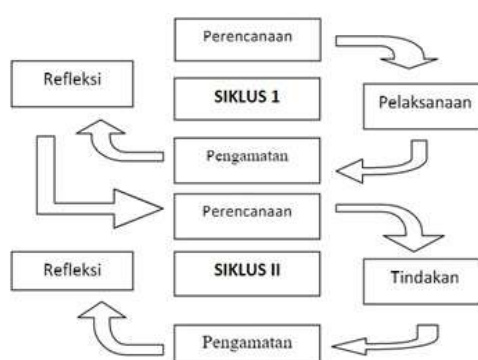 Perencanaan
Refleksi
SIKLUS 1
Pelaksanaan
Pengamatan
Perencanaan
Refleksi
SIKLUS II
Tindakan
Pengamatan